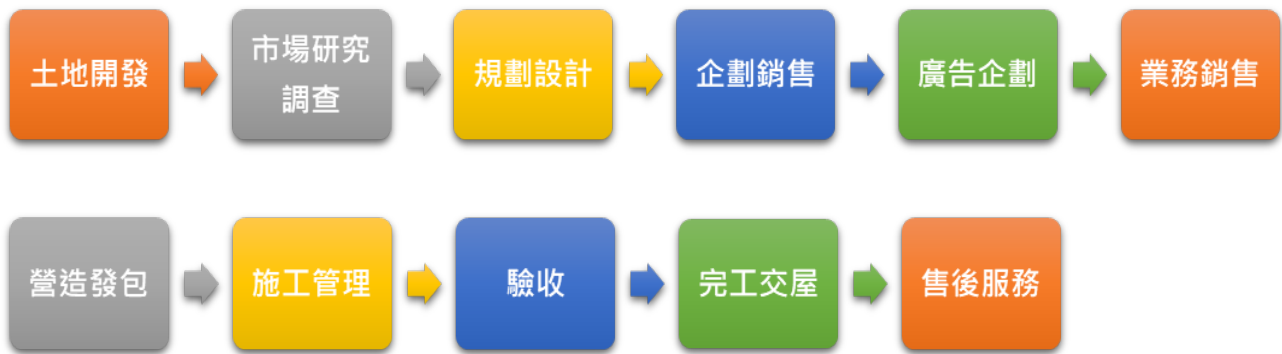 土地開發
市場研究
調查
規劃設計
企劃銷售
廣告企劃
業務銷售
營造發包
施工管理
驗收
完工交屋
售後服務